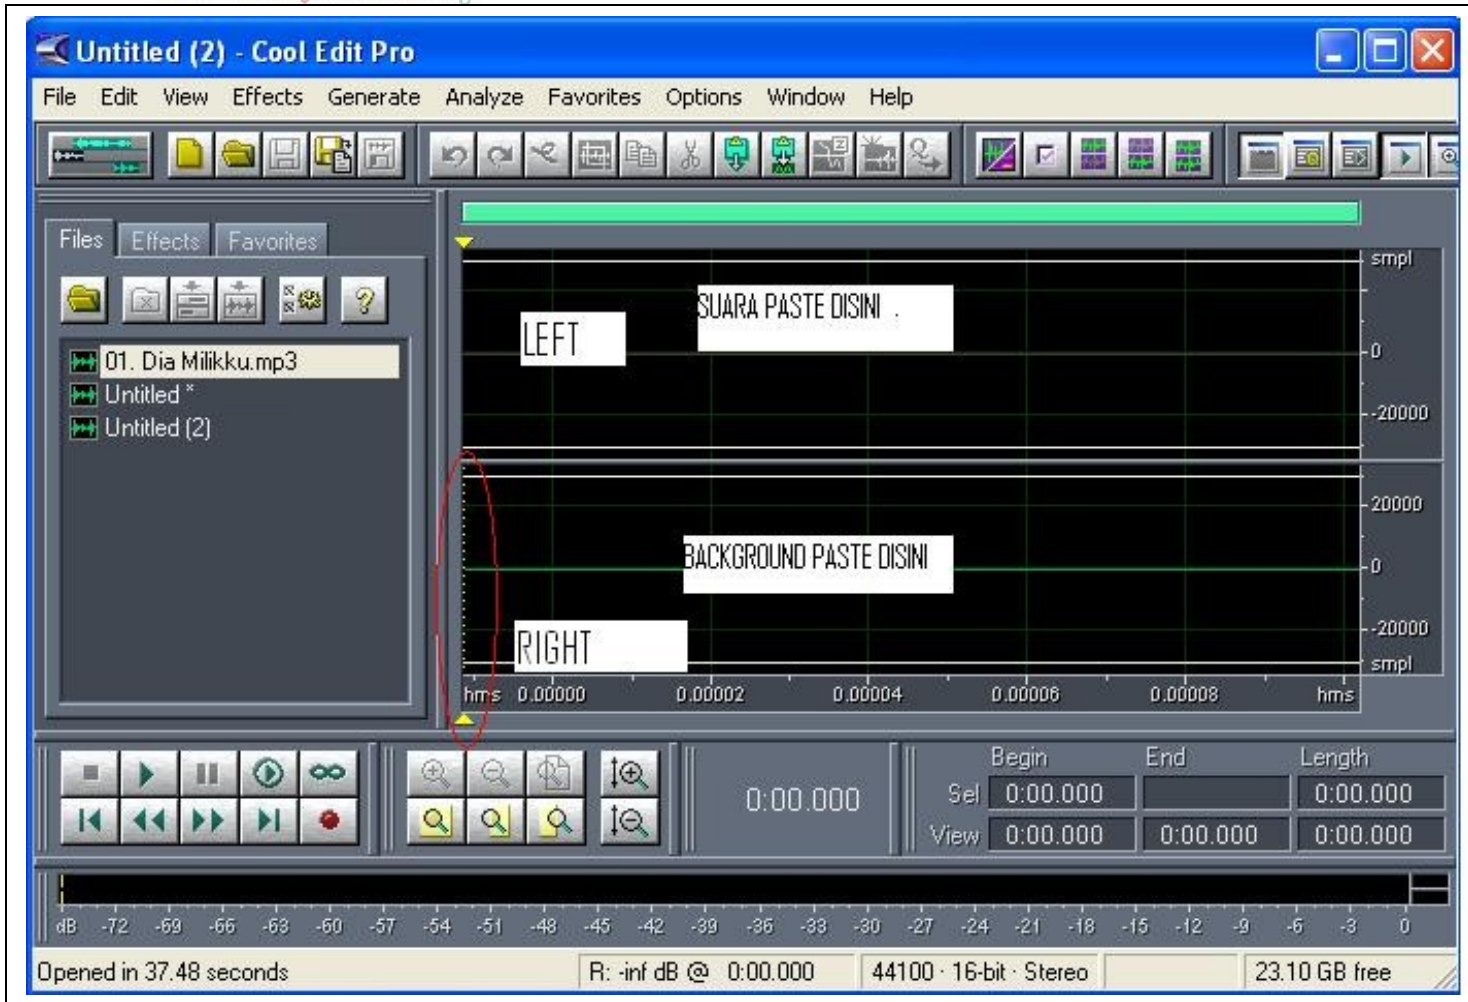 Untitled (2) - Cool Edit Pro
File Edit View Effects Generate Analyze Favorites Options Window Help
Files Effects Favorites
01. Dia Milikku.mp3
Untitled *
Untitled (2)
smpl
SUARA PASTE DISINI .
LEFT
0
-20000
20000
BACKGROUND PASTE DISINI
0
-20000
RIGHT
smpl
hms 0.00000 0.00002 0.00004 0.00006 0.00008 hms
Begin End Length
0:00.000
Sel 0:00.000 0:00.000
View 0:00.000 0:00.000 0:00.000
dB -72 -69 -66 -63 -60 -57 -54 -51 -48 -45 -42 -39 -36 -33 -30 -27 -24 -21 -18 -15 -12 -9 -6 -3 0
Opened in 37.48 seconds R: -inf dB @ 0:00.000 44100 · 16-bit · Stereo 23.10 GB free